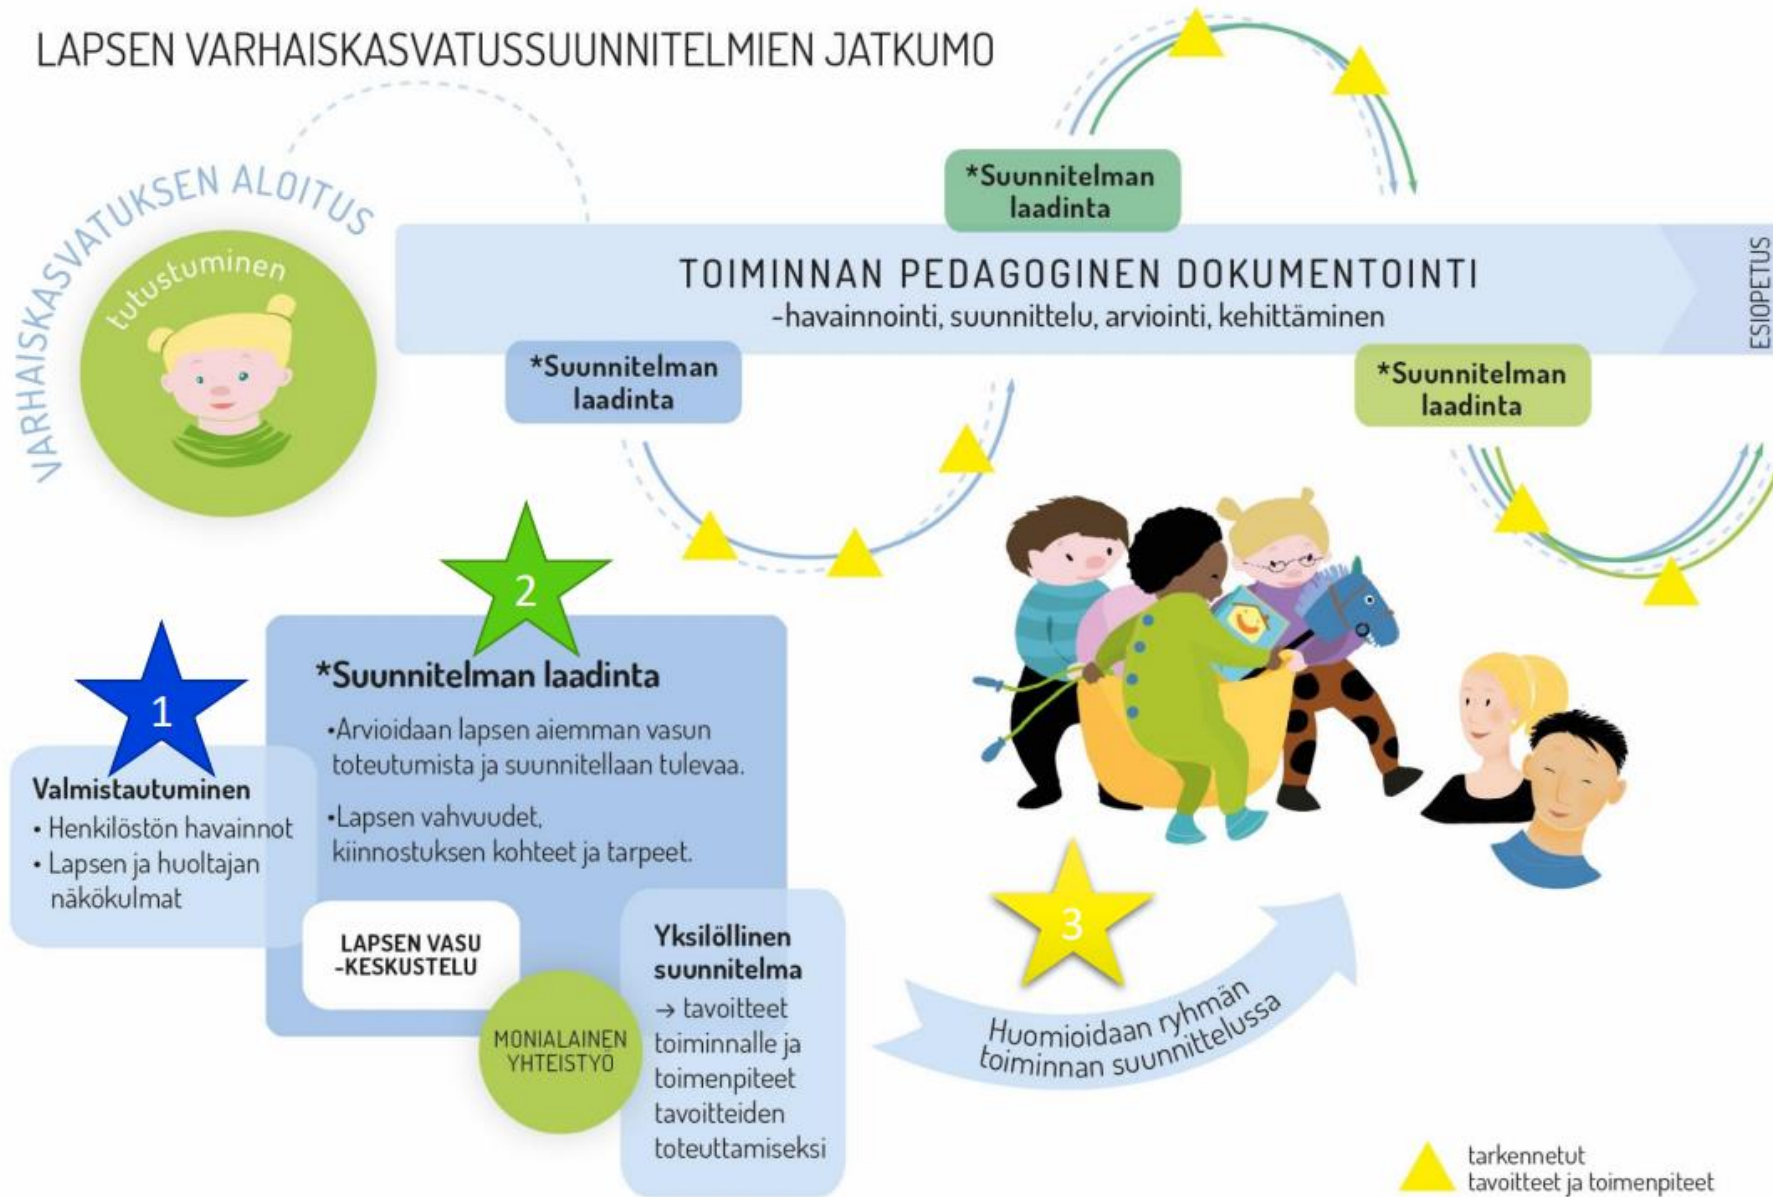 LAPSEN VARHAISKASVATUSSUUNNITELMIEN JATKUMO
VARHAISKASVATUKSEN ALOITUS
tutustuminen
*Suunnitelman
laadinta
TOIMINNAN PEDAGOGINEN DOKUMENTOINTI
-havainnointi, suunnittelu, arviointi, kehittäminen
ESIOPETUS
*Suunnitelman
laadinta
*Suunnitelman
laadinta
1
Valmistautuminen
• Henkilöstön havainnot
• Lapsen ja huoltajan
näkökulmat
2
*Suunnitelman laadinta
•Arvioidaan lapsen aiemman vasun
toteutumista ja suunnitellaan tulevaa.
•Lapsen vahvuudet,
kiinnostuksen kohteet ja tarpeet.
LAPSEN VASU
-KESKUSTELU
MONIALAINEN
YHTEISTYÖ
Yksilöllinen
suunnitelma
→ tavoitteet
toiminnalle ja
toimenpiteet
tavoitteiden
toteuttamiseksi
3
Huomioidaan ryhmän
toiminnan suunnittelussa
tarkennetut
tavoitteet ja toimenpiteet